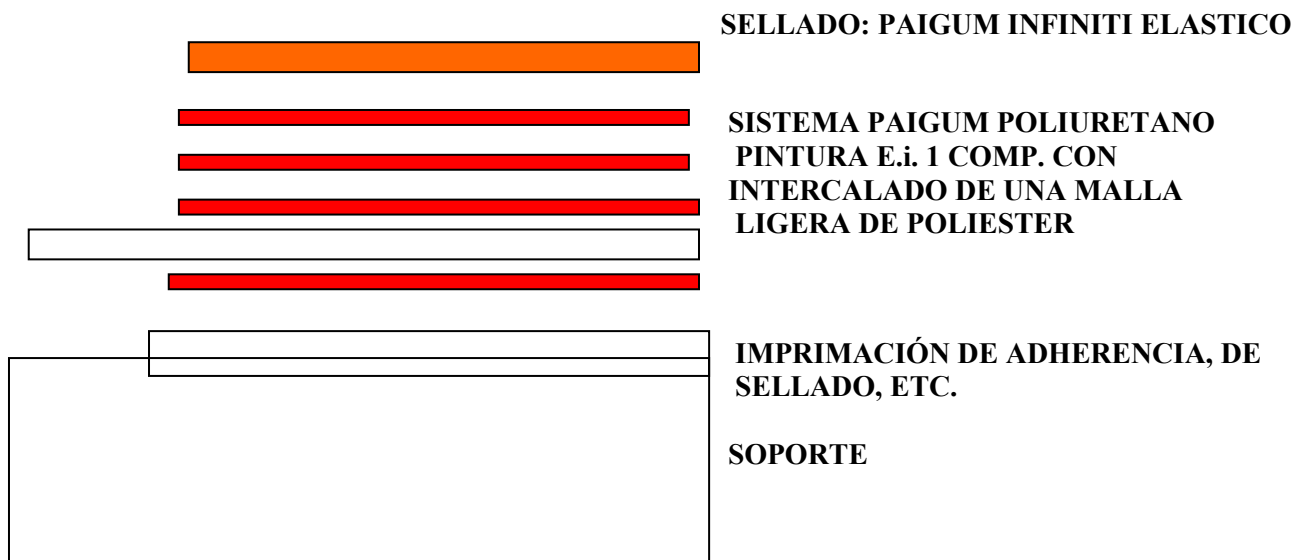 SELLADO: PAIGUM INFINITI ELASTICO
SISTEMA PAIGUM POLIURETANO
PINTURA E.i. 1 COMP. CON
INTERCALADO DE UNA MALLA
LIGERA DE POLIESTER
IMPRIMACIÓN DE ADHERENCIA, DE
SELLADO, ETC.
SOPORTE